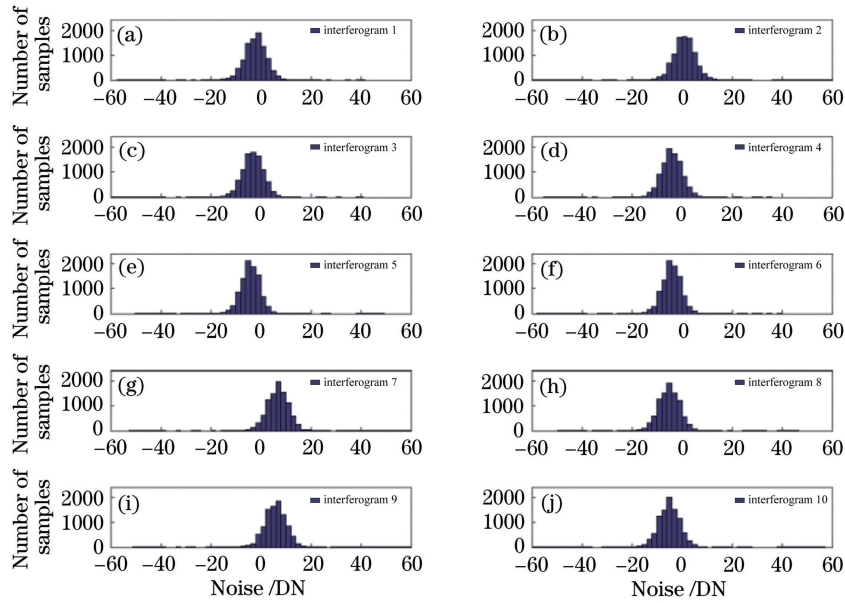 Number of
samples
2000
1000
0
(a)
interferogram 1
−60 −40 −20 0 20 40 60
2000
1000
0
(b)
interferogram 2
−60 −40 −20 0 20 40 60
Number of
samples
2000
1000
0
(c)
interferogram 3
−60 −40 −20 0 20 40 60
2000
1000
0
(d)
interferogram 4
−60 −40 −20 0 20 40 60
Number of
samples
2000
1000
0
(e)
interferogram 5
−60 −40 −20 0 20 40 60
2000
1000
0
(f)
interferogram 6
−60 −40 −20 0 20 40 60
Number of
samples
2000
1000
0
(g)
interferogram 7
−60 −40 −20 0 20 40 60
2000
1000
0
(h)
interferogram 8
−60 −40 −20 0 20 40 60
Number of
samples
2000
1000
0
(i)
interferogram 9
−60 −40 −20 0 20 40 60
Noise /DN
2000
1000
0
(j)
interferogram 10
−60 −40 −20 0 20 40 60
Noise /DN